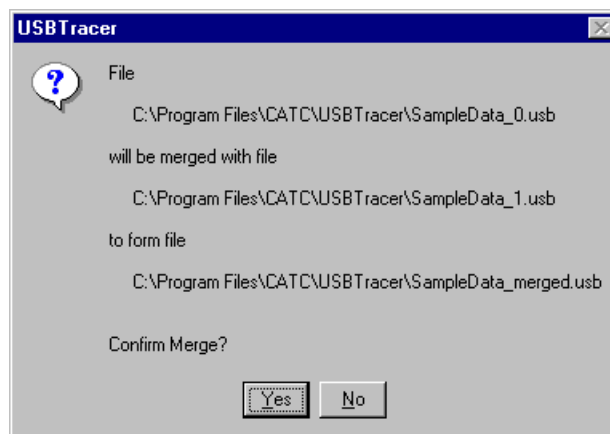 USBTracer
File
C:\Program Files\CATC\USBTracer\SampleData_0.usb
will be merged with file
C:\Program Files\CATC\USBTracer\SampleData_1.usb
to form file
C:\Program Files\CATC\USBTracer\SampleData_merged.usb
Confirm Merge?
Yes No